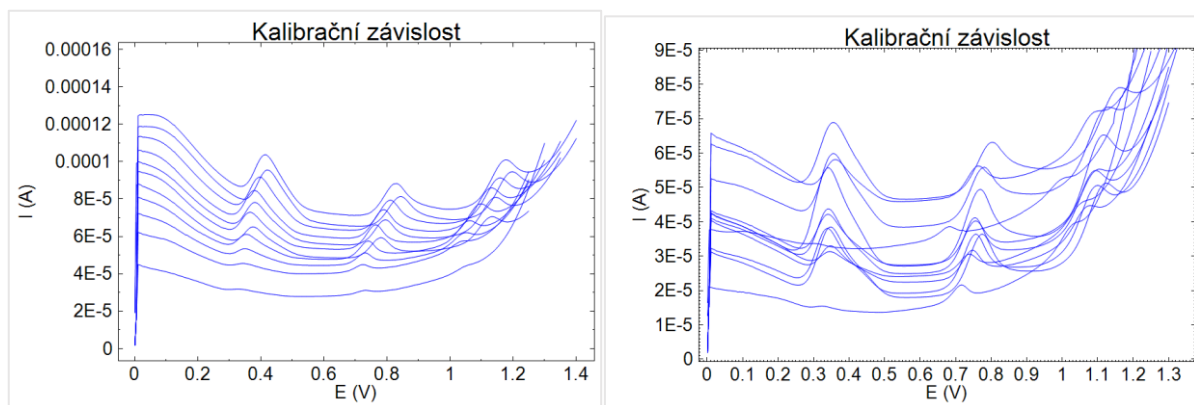 Kalibrační závislost
0.00016
0.00014
0.00012
0.0001
8E-5
6E-5
4E-5
2E-5
0
I (A)
0 0.2 0.4 0.6 0.8 1 1.2 1.4
E (V)
Kalibrační závislost
9E-5
8E-5
7E-5
6E-5
5E-5
4E-5
3E-5
2E-5
1E-5
0
I (A)
0 0.1 0.2 0.3 0.4 0.5 0.6 0.7 0.8 0.9 1 1.1 1.2 1.3
E (V)